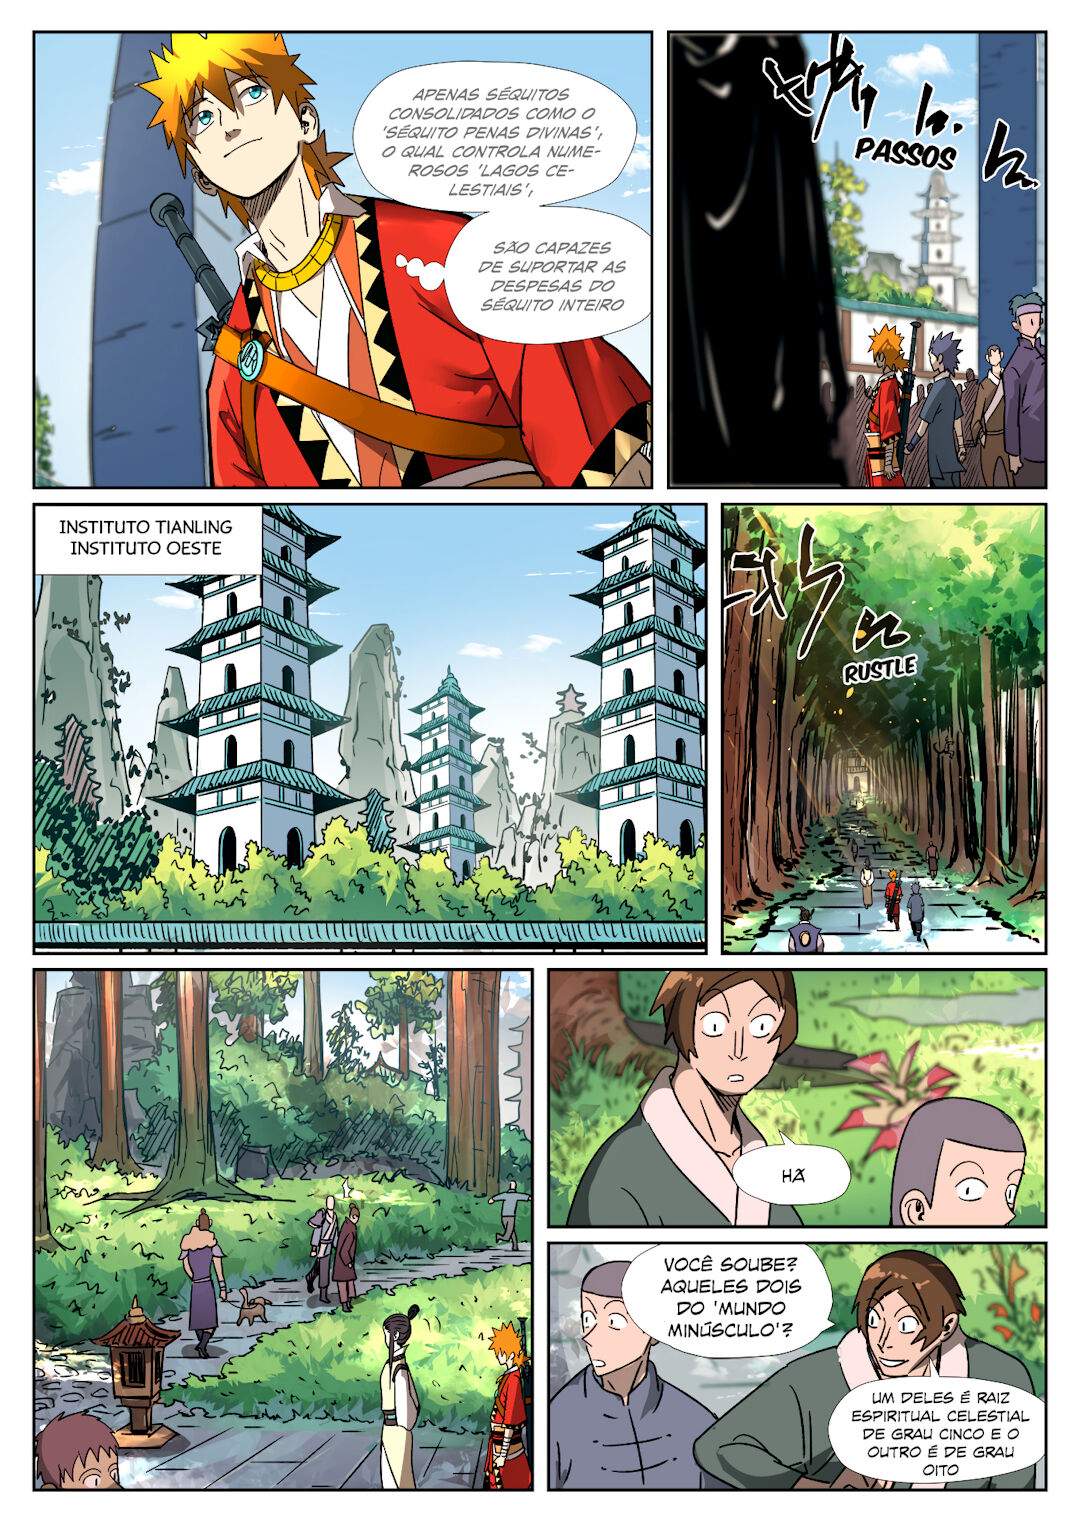 APENAS SÉQUITOS
CONSOLIDADOS COMO O
'SÉQUITO PENAS DIVINAS',
O QUAL CONTROLA NUME-
ROSOS 'LAGOS CE-
LESTIAIS',
SÃO CAPAZES
DE SUPORTAR AS
DESPESAS DO
SÉQUITO INTEIRO
PASSOS
INSTITUTO TIANLING
INSTITUTO OESTE
RUSTLE
HÃ
VOCÊ SOUBE?
AQUELES DOIS
DO 'MUNDO
MINÚSCULO'?
UM DELES É RAIZ
ESPIRITUAL CELESTIAL
DE GRAU CINCO E O
OUTRO É DE GRAU
OITO